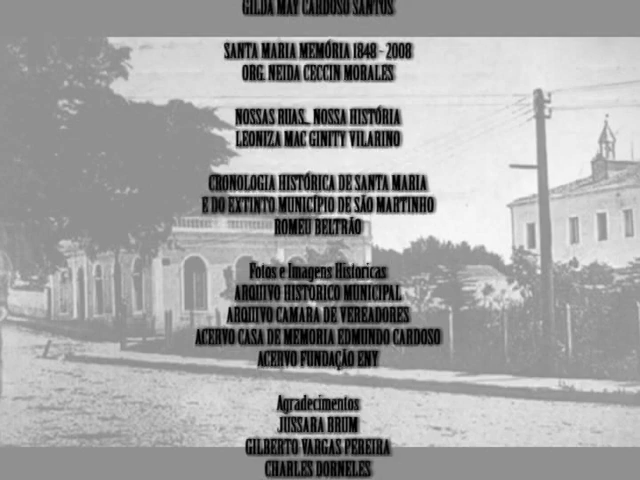 GILDA MAY CARDOSO SANTOS
SANTA MARIA MEMÓRIA 1848 - 2008
ORG. NEIDA CECCIN MORALES
NOSSAS RUAS... NOSSA HISTÓRIA
LEONIZA MAC GINITY VILARINO
CRONOLOGIA HISTÓRICA DE SANTA MARIA
E DO EXTINTO MUNICÍPIO DE SÃO MARTINHO
ROMEU BELTRÃO
Fotos e Imagens Historicas
ARQUIVO HISTORICO MUNICIPAL
ARQUIVO CAMARA DE VEREADORES
ACERVO CASA DE MEMORIA EDMUNDO CARDOSO
ACERVO FUNDAÇÃO ENY
Agradecimentos
JUSSARA BRUM
GILBERTO VARGAS PEREIRA
CHARLES DORNELES